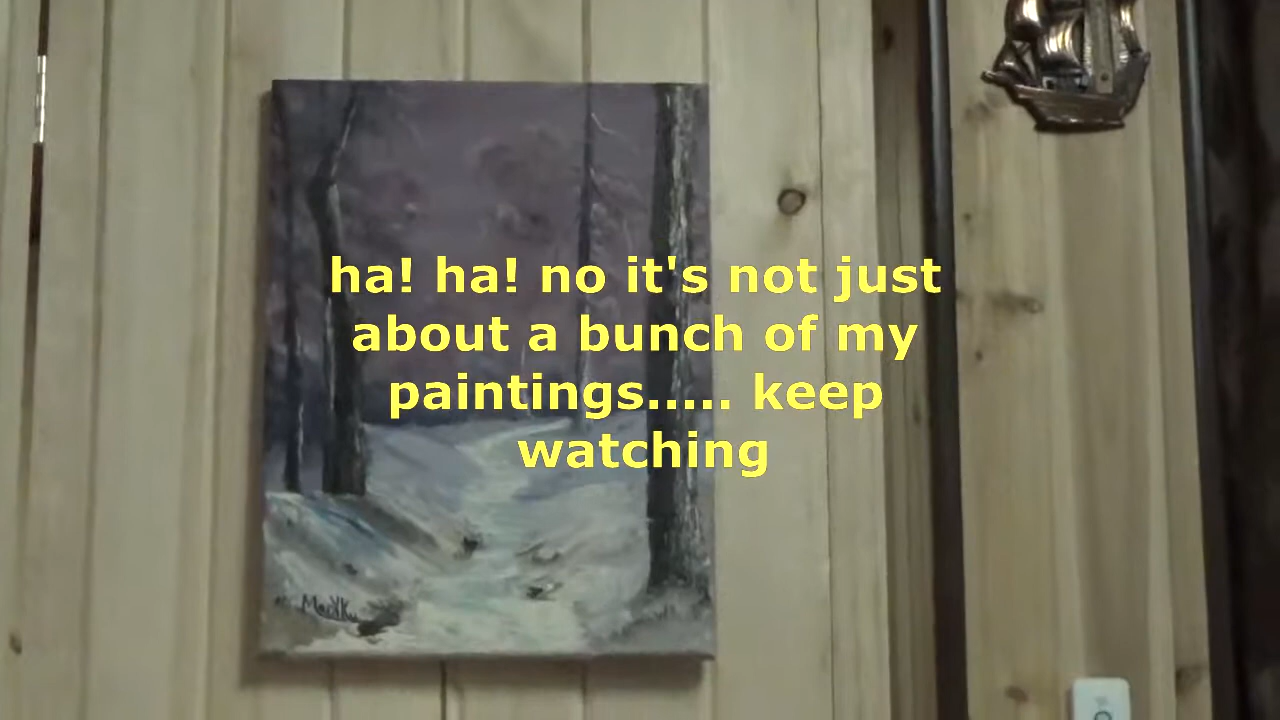 ha! ha! no it's not just
about a bunch of my
paintings..... keep
watching